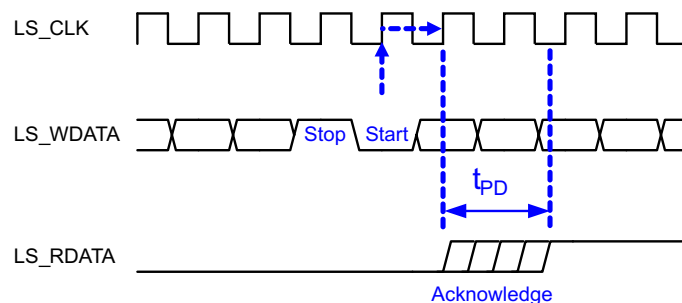 LS_CLK
LS_WDATA
Stop
Start
tPD
LS_RDATA
Acknowledge